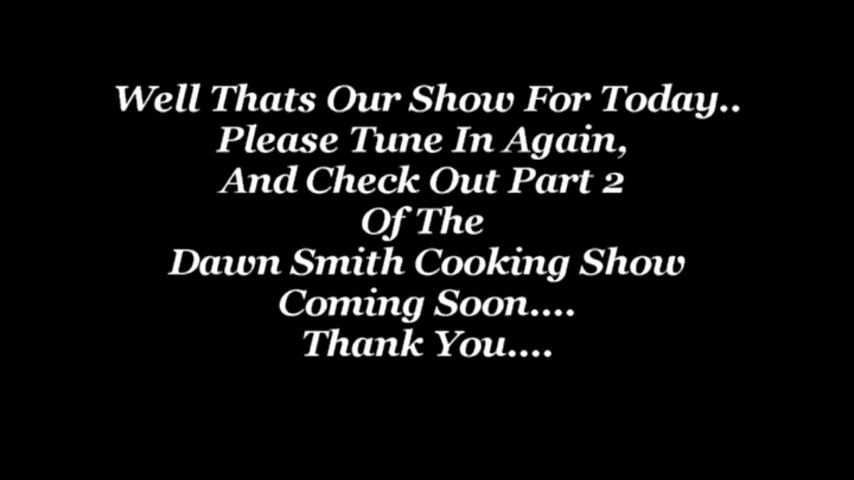 Well Thats Our Show For Today..
Please Tune In Again,
And Check Out Part 2
Of The
Dawn Smith Cooking Show
Coming Soon....
Thank You....